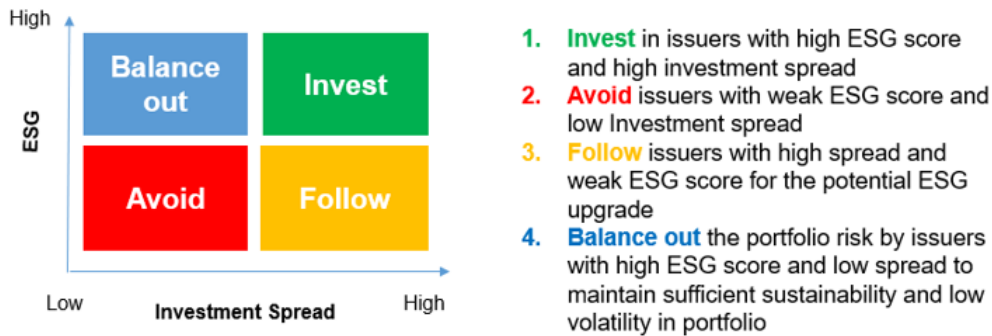 High
ESG
Balance
out
Invest
Avoid
Follow
Low
Investment Spread
High
1. Invest in issuers with high ESG score
and high investment spread
2. Avoid issuers with weak ESG score and
low Investment spread
3. Follow issuers with high spread and
weak ESG score for the potential ESG
upgrade
4. Balance out the portfolio risk by issuers
with high ESG score and low spread to
maintain sufficient sustainability and low
volatility in portfolio